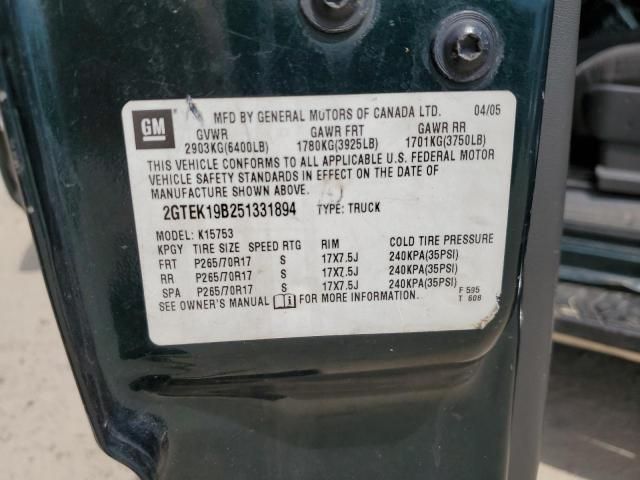 GM
MFD BY GENERAL MOTORS OF CANADA LTD. 04/05
GVWR GAWR FRT GAWR RR
2903KG(6400LB) 1780KG(3925LB) 1701KG(3750LB)
THIS VEHICLE CONFORMS TO ALL APPLICABLE U.S. FEDERAL MOTOR
VEHICLE SAFETY STANDARDS IN EFFECT ON THE DATE OF
MANUFACTURE SHOWN ABOVE.
2GTEK19B251331894 TYPE: TRUCK
MODEL: K15753
KPGY TIRE SIZE SPEED RTG RIM COLD TIRE PRESSURE
FRT P265/70R17 S 17X7.5J 240KPA(35PSI)
RR P265/70R17 S 17X7.5J 240KPA(35PSI)
SPA P265/70R17 S 17X7.5J 240KPA(35PSI)
SEE OWNER'S MANUAL FOR MORE INFORMATION.
F 595
T 608